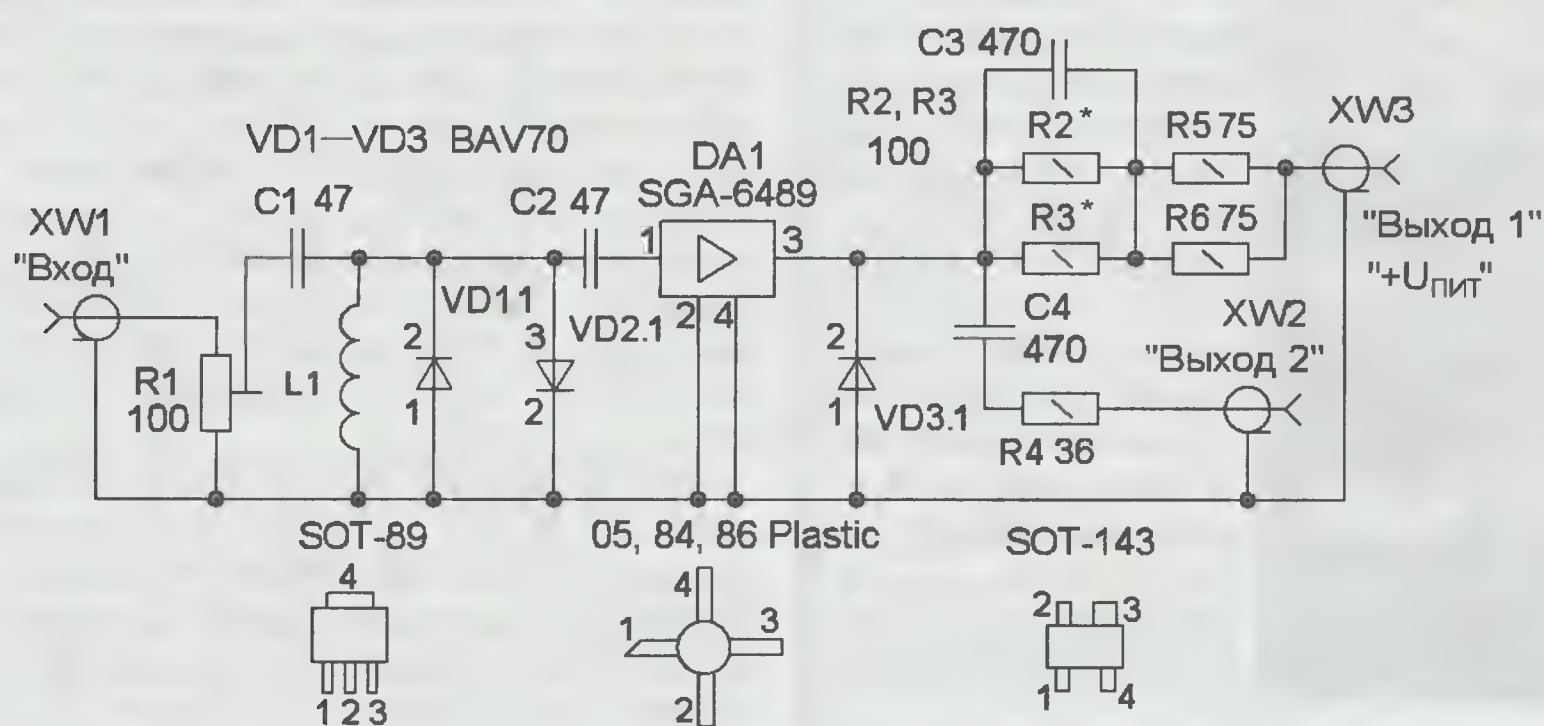 C3 470
R2, R3
100
R2*
R5 75
XW3
VD1—VD3 BAV70
DA1
SGA-6489
C1 47
C2 47
XW1
"Вход"
1
3
R3*
R6 75
"Выход 1"
"+UПИТ"
VD1 1
VD2.1
2
4
C4
470
XW2
"Выход 2"
R1
100
L1
2
1
3
2
2
1
VD3.1
R4 36
SOT-89
05, 84, 86 Plastic
SOT-143
4
1 2 3
4
1
3
2
2
3
1
4